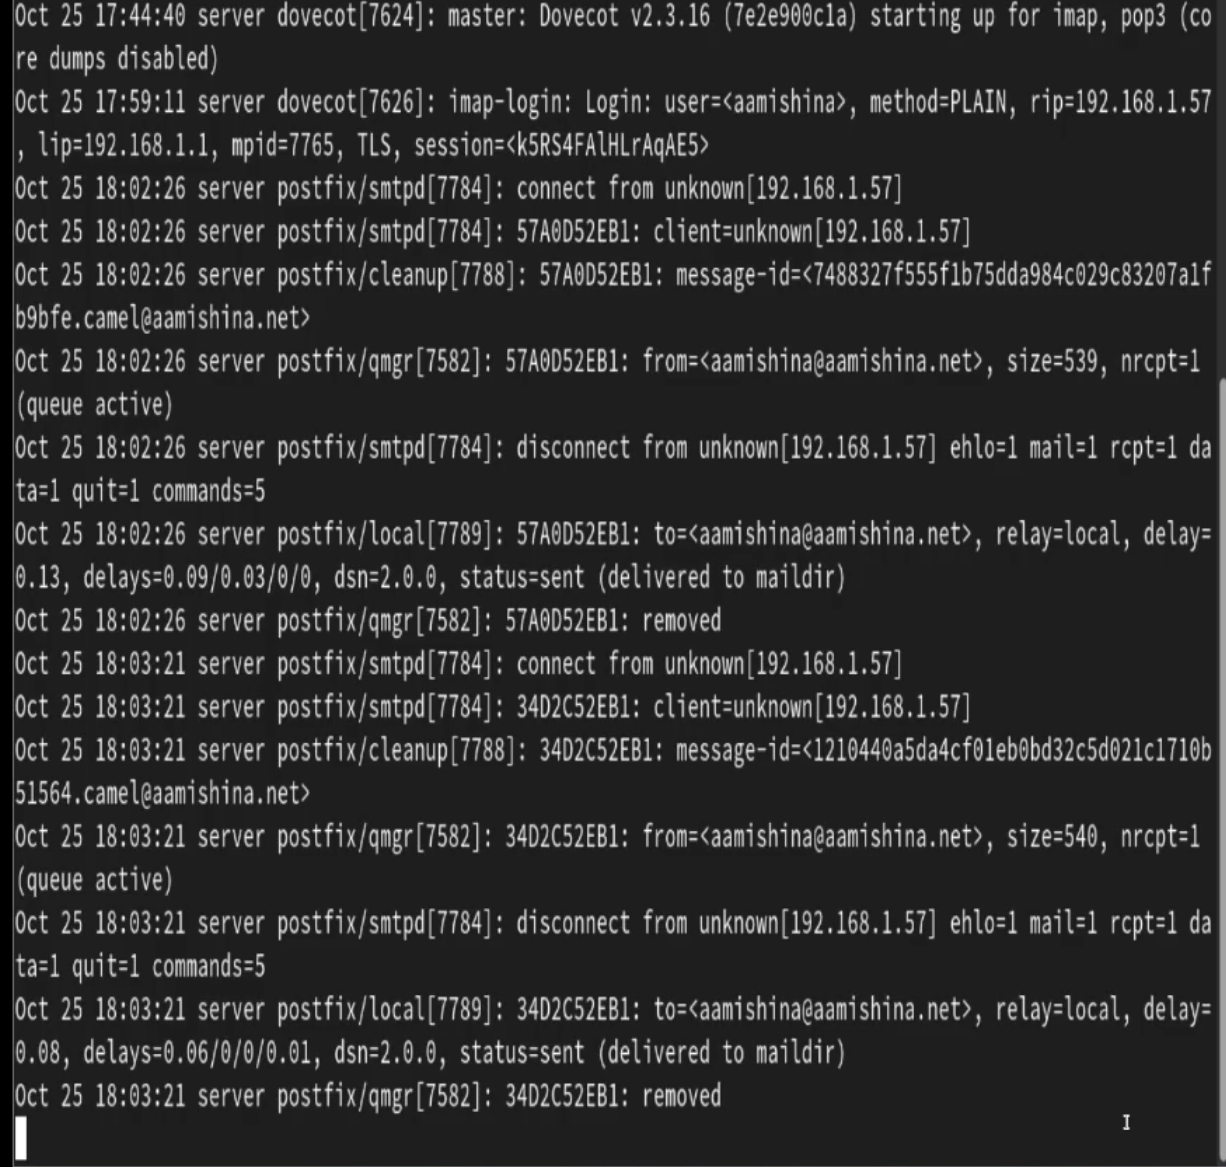 Oct 25 17:44:40 server dovecot[7624]: master: Dovecot v2.3.16 (7e2e900c1a) starting up for imap, pop3 (co
re dumps disabled)
Oct 25 17:59:11 server dovecot[7626]: imap-login: Login: user=<aamishina>, method=PLAIN, rip=192.168.1.57
, lip=192.168.1.1, mpid=7765, TLS, session=<k5RS4FAlHLrAqAE5>
Oct 25 18:02:26 server postfix/smtpd[7784]: connect from unknown[192.168.1.57]
Oct 25 18:02:26 server postfix/smtpd[7784]: 57A0D52EB1: client=unknown[192.168.1.57]
Oct 25 18:02:26 server postfix/cleanup[7788]: 57A0D52EB1: message-id=<7488327f555f1b75dda984c029c83207a1f
b9bfe.camel@aamishina.net>
Oct 25 18:02:26 server postfix/qmgr[7582]: 57A0D52EB1: from=<aamishina@aamishina.net>, size=539, nrcpt=1
(queue active)
Oct 25 18:02:26 server postfix/smtpd[7784]: disconnect from unknown[192.168.1.57] ehlo=1 mail=1 rcpt=1 da
ta=1 quit=1 commands=5
Oct 25 18:02:26 server postfix/local[7789]: 57A0D52EB1: to=<aamishina@aamishina.net>, relay=local, delay=
0.13, delays=0.09/0.03/0/0, dsn=2.0.0, status=sent (delivered to maildir)
Oct 25 18:02:26 server postfix/qmgr[7582]: 57A0D52EB1: removed
Oct 25 18:03:21 server postfix/smtpd[7784]: connect from unknown[192.168.1.57]
Oct 25 18:03:21 server postfix/smtpd[7784]: 34D2C52EB1: client=unknown[192.168.1.57]
Oct 25 18:03:21 server postfix/cleanup[7788]: 34D2C52EB1: message-id=<1210440a5da4cf01eb0bd32c5d021c1710b
51564.camel@aamishina.net>
Oct 25 18:03:21 server postfix/qmgr[7582]: 34D2C52EB1: from=<aamishina@aamishina.net>, size=540, nrcpt=1
(queue active)
Oct 25 18:03:21 server postfix/smtpd[7784]: disconnect from unknown[192.168.1.57] ehlo=1 mail=1 rcpt=1 da
ta=1 quit=1 commands=5
Oct 25 18:03:21 server postfix/local[7789]: 34D2C52EB1: to=<aamishina@aamishina.net>, relay=local, delay=
0.08, delays=0.06/0/0/0.01, dsn=2.0.0, status=sent (delivered to maildir)
Oct 25 18:03:21 server postfix/qmgr[7582]: 34D2C52EB1: removed